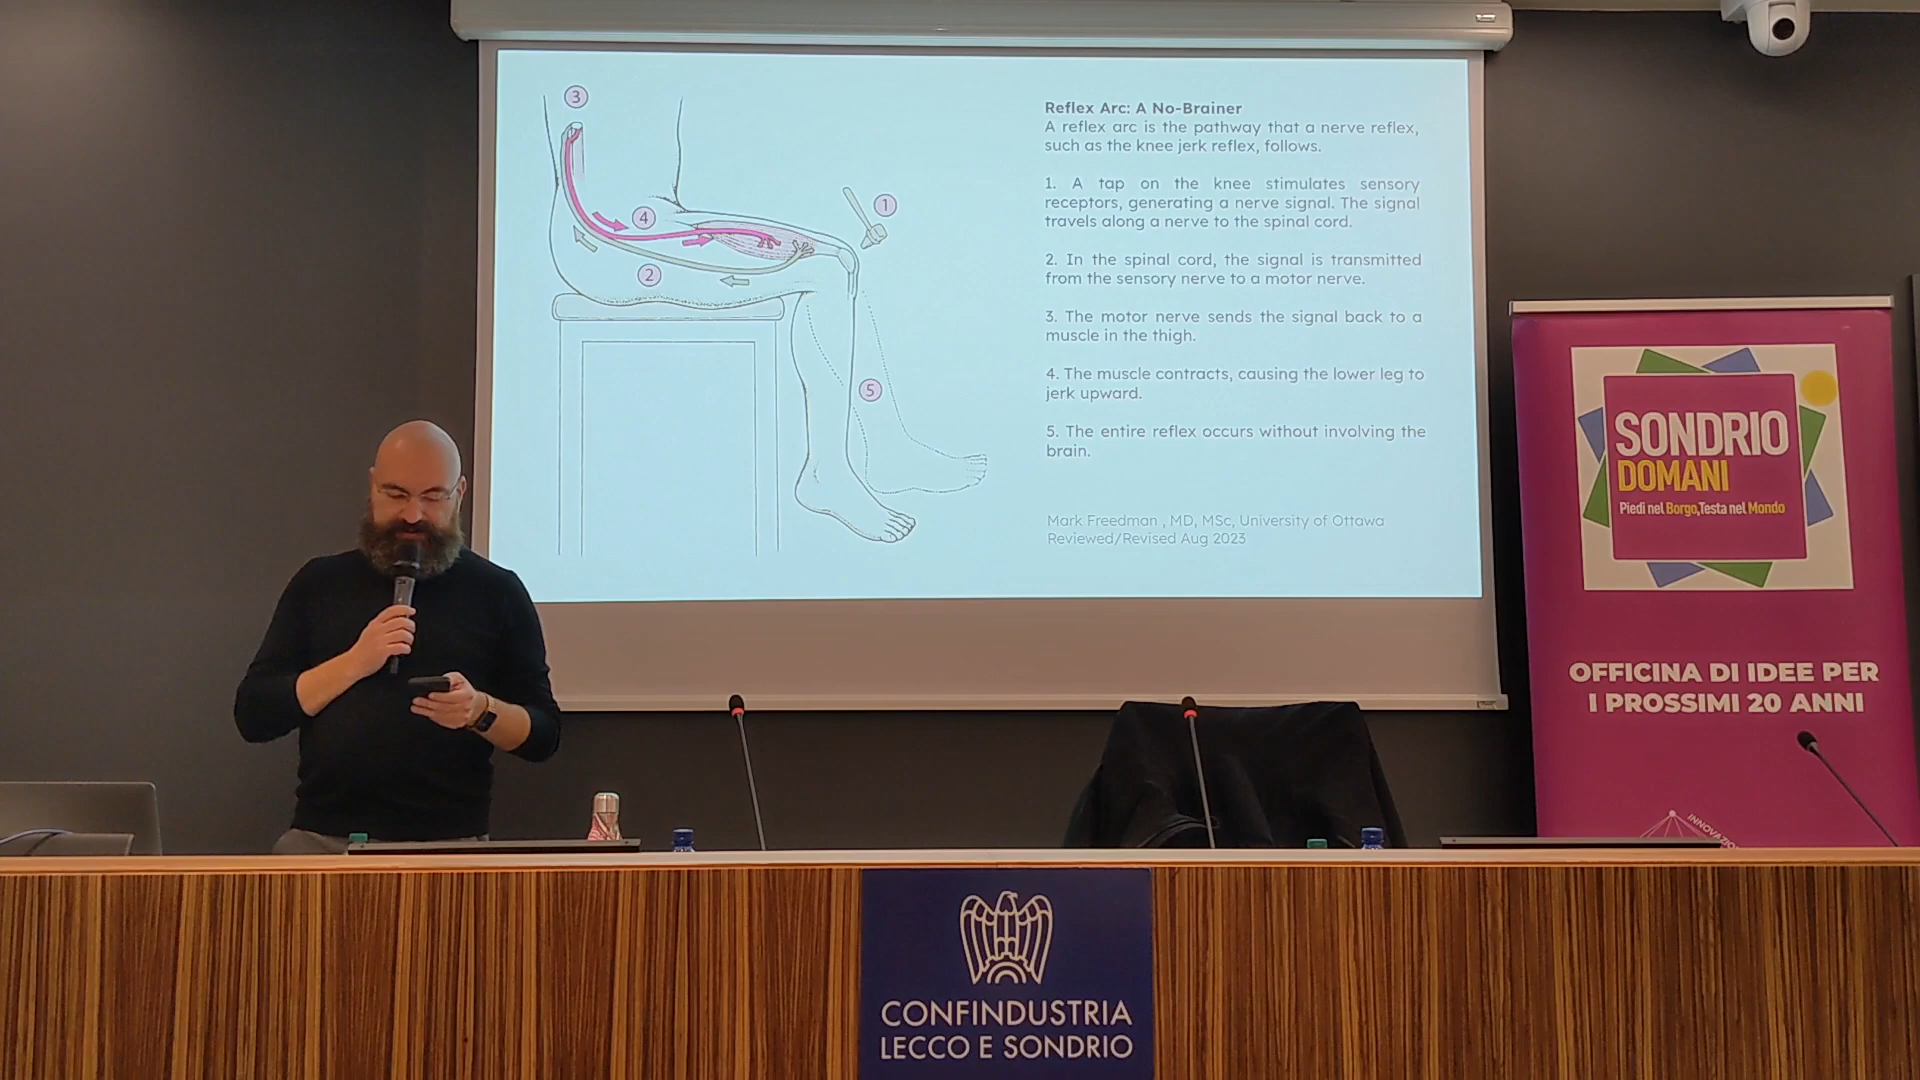 3
4
1
2
5
Reflex Arc: A No-Brainer
A reflex arc is the pathway that a nerve reflex,
such as the knee jerk reflex, follows.
1. A tap on the knee stimulates sensory
receptors, generating a nerve signal. The signal
travels along a nerve to the spinal cord.
2. In the spinal cord, the signal is transmitted
from the sensory nerve to a motor nerve.
3. The motor nerve sends the signal back to a
muscle in the thigh.
4. The muscle contracts, causing the lower leg to
jerk upward.
5. The entire reflex occurs without involving the
brain.
Mark Freedman , MD, MSc, University of Ottawa
Reviewed/Revised Aug 2023
SONDRIO
DOMANI
Piedi nel Borgo,Testa nel Mondo
OFFICINA DI IDEE PER
I PROSSIMI 20 ANNI
CONFINDUSTRIA
LECCO E SONDRIO